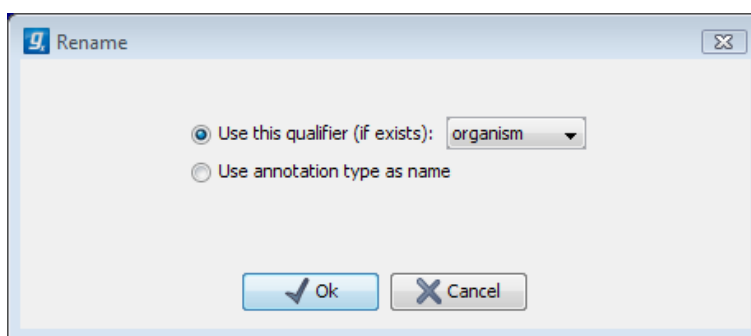 Rename
Use this qualifier (if exists): organism
Use annotation type as name
Ok Cancel